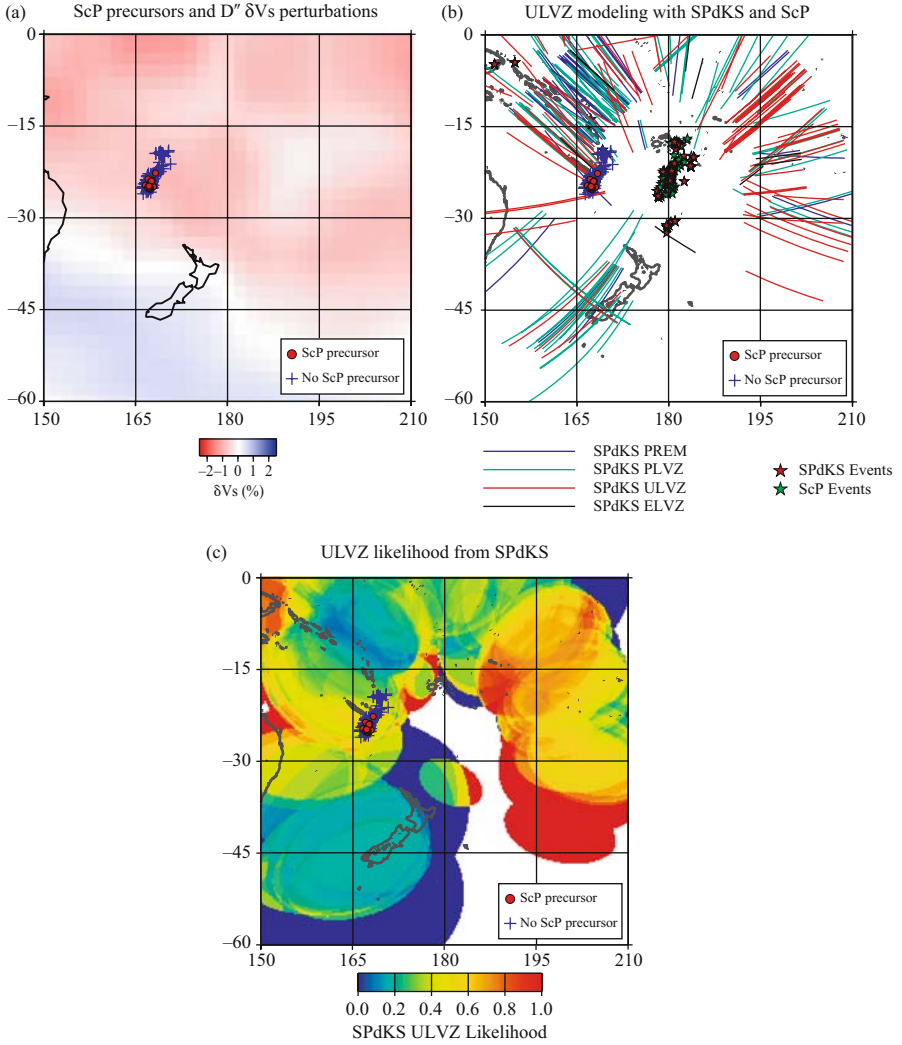 (a) ScP precursors and D″ δVs perturbations
0
–15
–30
–45
–60
150 165 180 195 210
ScP precursor
No ScP precursor
–2 –1 0 1 2
δVs (%)
(b) ULVZ modeling with SPdKS and ScP
0
–15
–30
–45
–60
150 165 180 195 210
ScP precursor
No ScP precursor
SPdKS PREM
SPdKS PLVZ
SPdKS ULVZ
SPdKS ELVZ
SPdKS Events
ScP Events
(c) ULVZ likelihood from SPdKS
0
–15
–30
–45
–60
150 165 180 195 210
ScP precursor
No ScP precursor
0.0 0.2 0.4 0.6 0.8 1.0
SPdKS ULVZ Likelihood